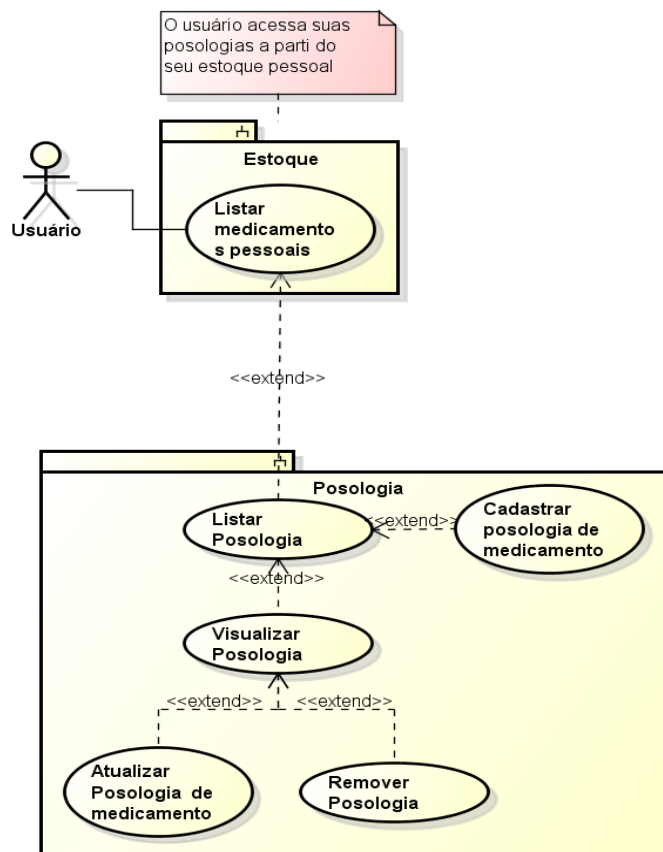 O usuário acessa suas
posologias a parti do
seu estoque pessoal
Estoque
Usuário
Listar
medicamento
s pessoais
<<extend>>
Posologia
Listar
Posologia
<<extend>>
Cadastrar
posologia de
medicamento
<<extend>>
Visualizar
Posologia
<<extend>>
<<extend>>
Atualizar
Posologia de
medicamento
Remover
Posologia